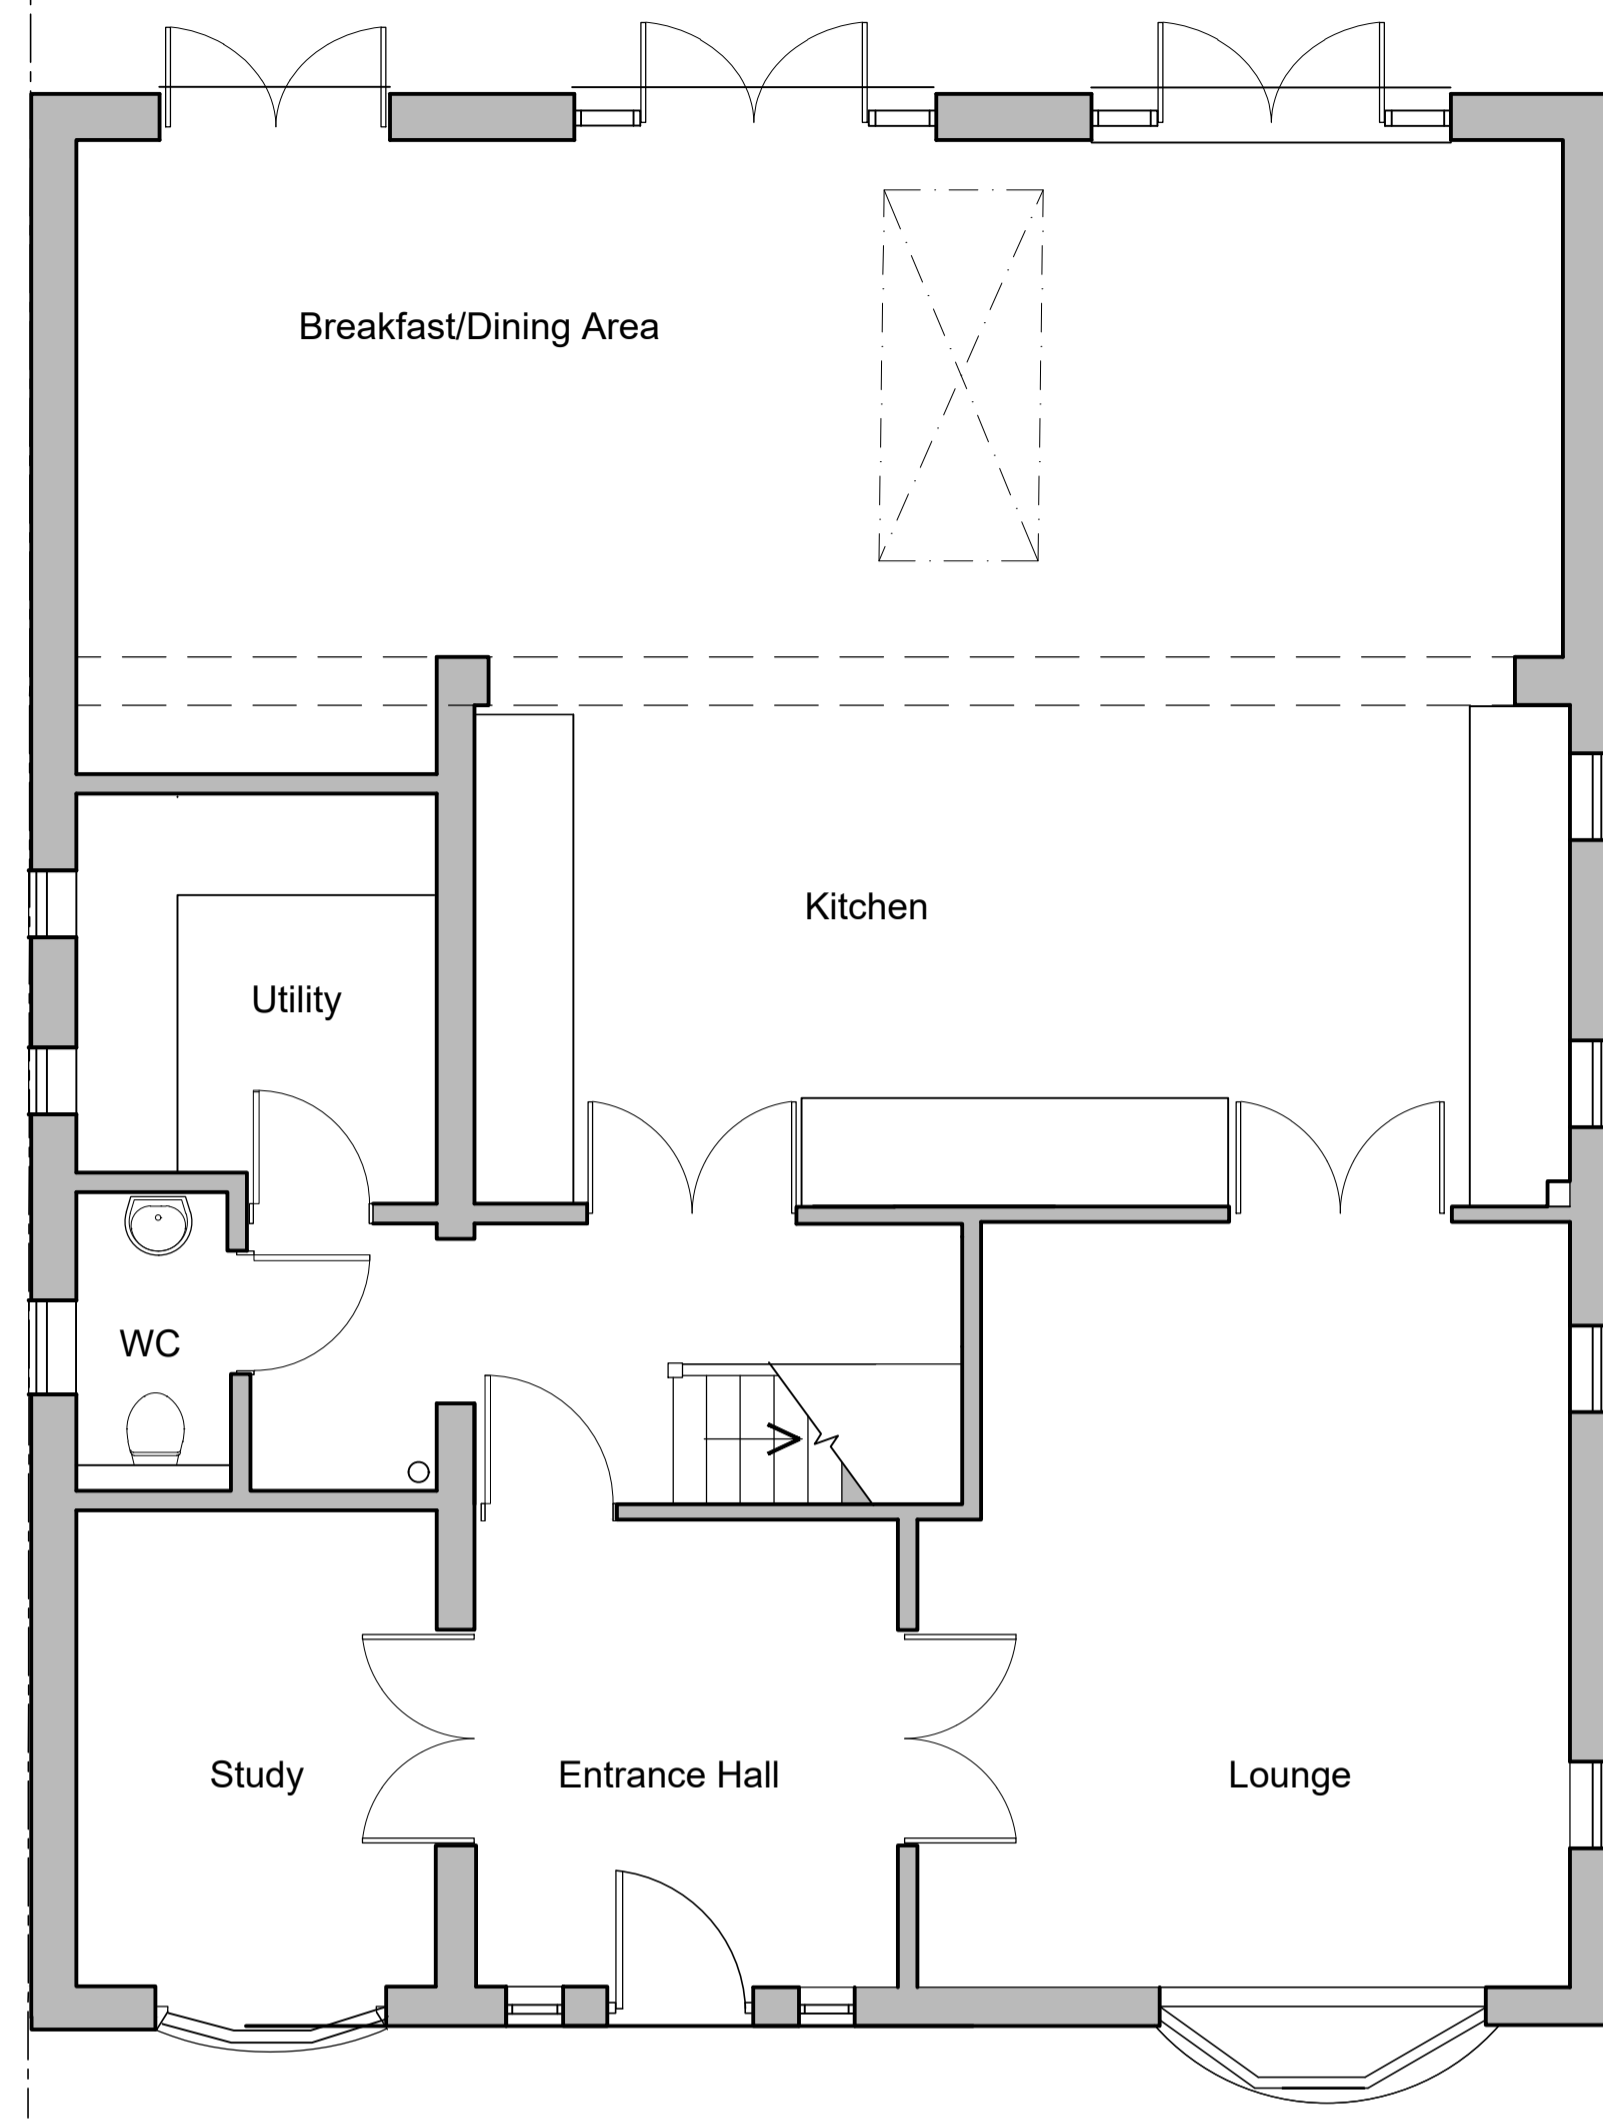 Breakfast/Dining Area
Kitchen
Utility
WC
Study
Entrance Hall
Lounge